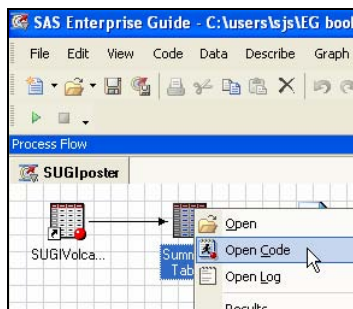 SAS Enterprise Guide - C:\users\sjs\EG boo
File Edit View Code Data Describe Graph
Process Flow
SUGIposter
SUGIVolca...
Open
Open Code
Open Log